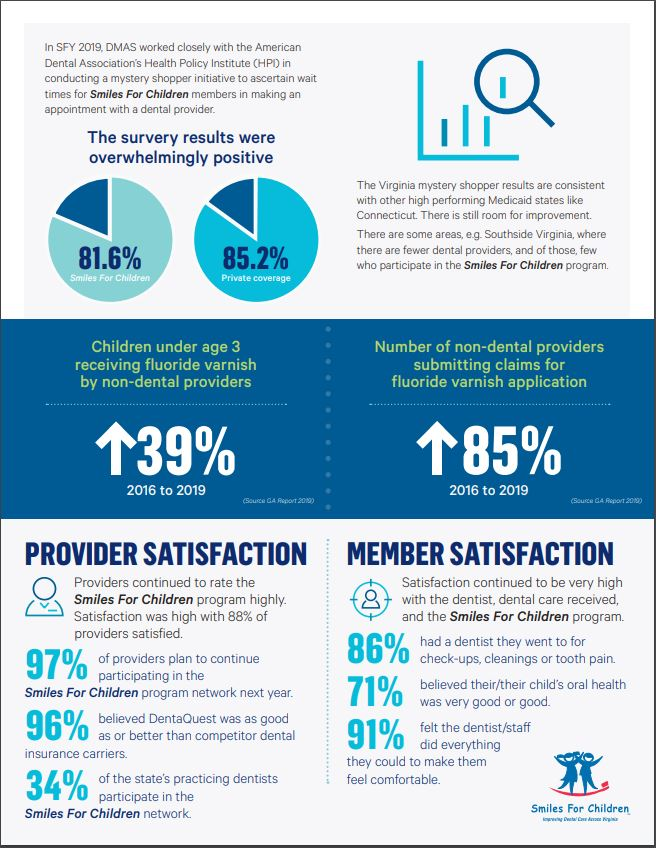 In SFY 2019, DMAS worked closely with the American
Dental Association's Health Policy Institute (HPI) in
conducting a mystery shopper initiative to ascertain wait
times for Smiles For Children members in making an
appointment with a dental provider.
The survery results were
overwhelmingly positive
81.6%
Smiles For Children
85.2%
Private coverage
The Virginia mystery shopper results are consistent
with other high performing Medicaid states like
Connecticut. There is still room for improvement.
There are some areas, e.g. Southside Virginia, where
there are fewer dental providers, and of those, few
who participate in the Smiles For Children program.
Children under age 3
receiving fluoride varnish
by non-dental providers
39%
2016 to 2019
(Source GA Report 2019)
Number of non-dental providers
submitting claims for
fluoride varnish application
85%
2016 to 2019
(Source GA Report 2019)
PROVIDER SATISFACTION
Providers continued to rate the
Smiles For Children program highly.
Satisfaction was high with 88% of
providers satisfied.
97% of providers plan to continue
participating in the
Smiles For Children program network next year.
96% believed DentaQuest was as good
as or better than competitor dental
insurance carriers.
34% of the state's practicing dentists
participate in the
Smiles For Children network.
MEMBER SATISFACTION
Satisfaction continued to be very high
with the dentist, dental care received,
and the Smiles For Children program.
86% had a dentist they went to for
check-ups, cleanings or tooth pain.
71% believed their/their child's oral health
was very good or good.
91% felt the dentist/staff
did everything
they could to make them
feel comfortable.
Smiles For Children
Improving Dental Care Across Virginia